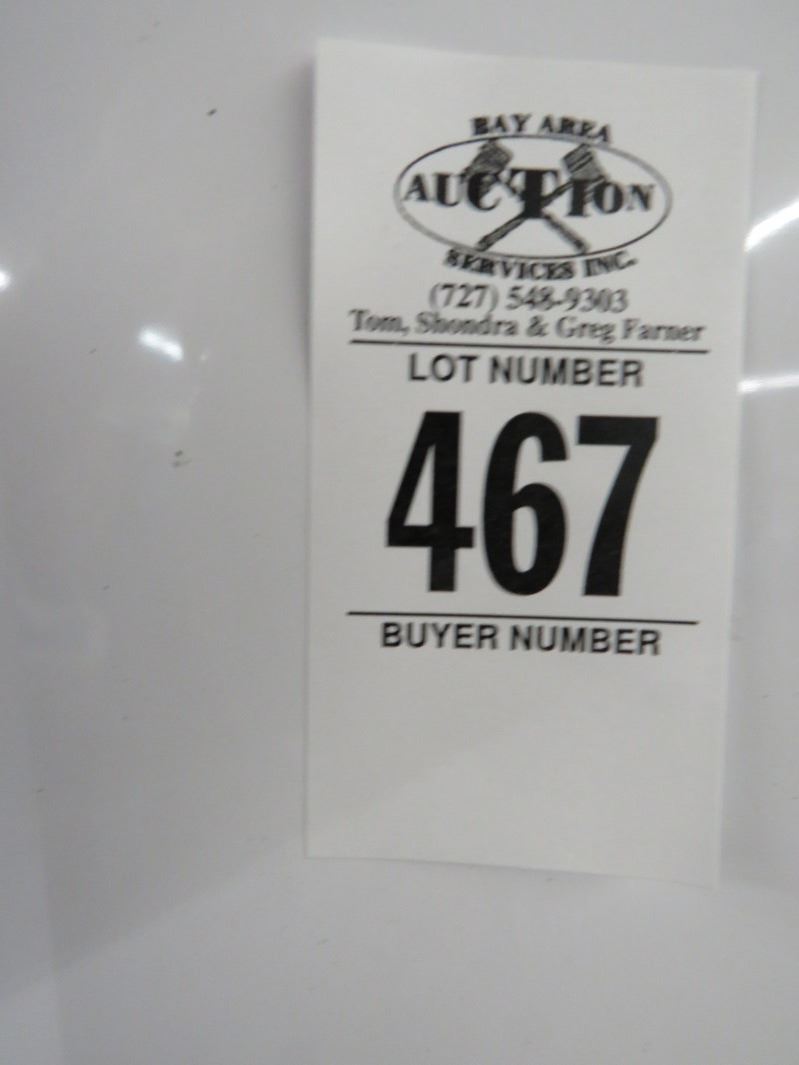 BAY AREA
AUCTION
SERVICES INC.
(727) 548-9303
Tom, Shondra & Greg Farner
LOT NUMBER
467
BUYER NUMBER